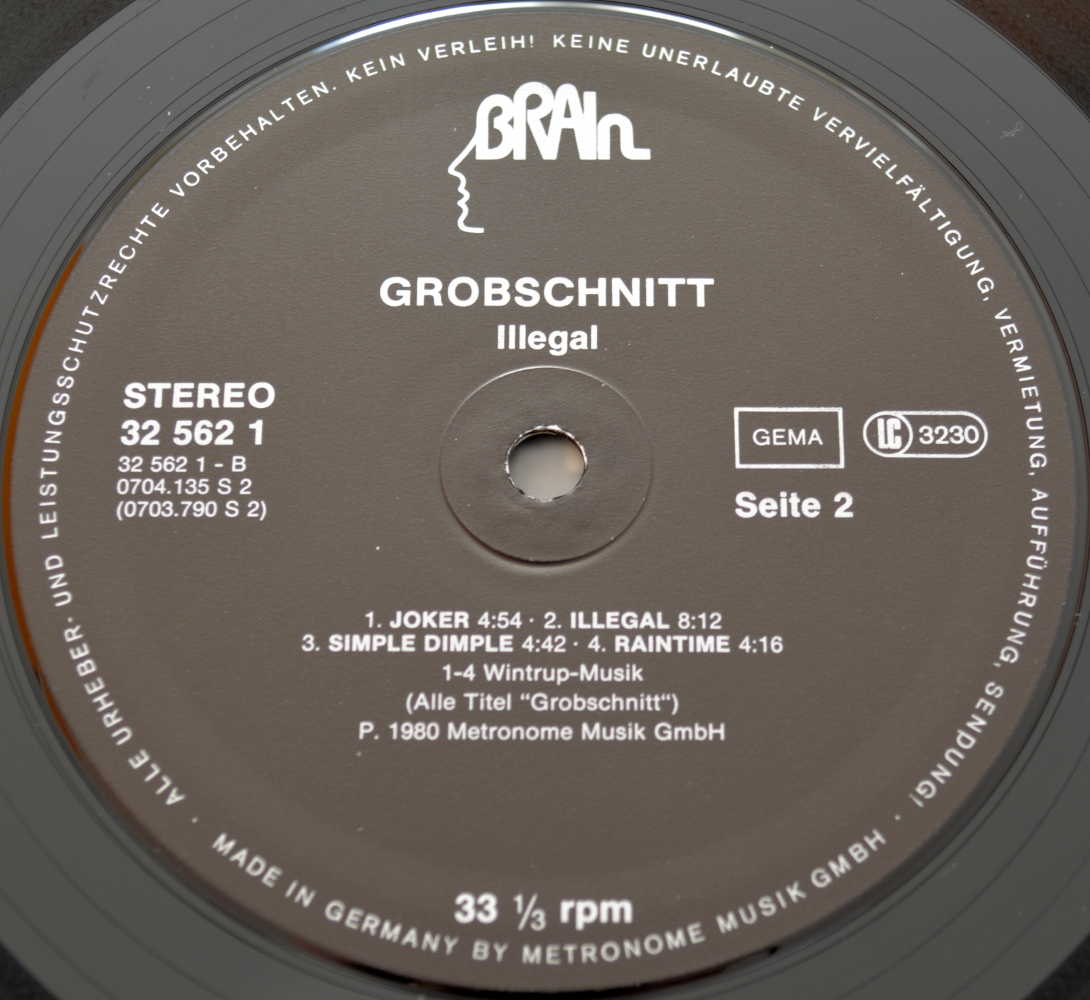 ALLE URHEBER- UND LEISTUNGSSCHUTZRECHTE VORBEHALTEN. KEIN VERLEIH! KEINE UNERLAUBTE VERVIELFÄLTIGUNG, VERMIETUNG, AUFFÜHRUNG, SENDUNG!
BRAIn
GROBSCHNITT
Illegal
STEREO
32 562 1
32 562 1 - B
0704.135 S 2
(0703.790 S 2)
GEMA
LC 3230
Seite 2
1. JOKER 4:54 · 2. ILLEGAL 8:12
3. SIMPLE DIMPLE 4:42 · 4. RAINTIME 4:16
1-4 Wintrup-Musik
(Alle Titel “Grobschnitt“)
P. 1980 Metronome Musik GmbH
33 ⅓ rpm
· MADE IN GERMANY BY METRONOME MUSIK GMBH ·